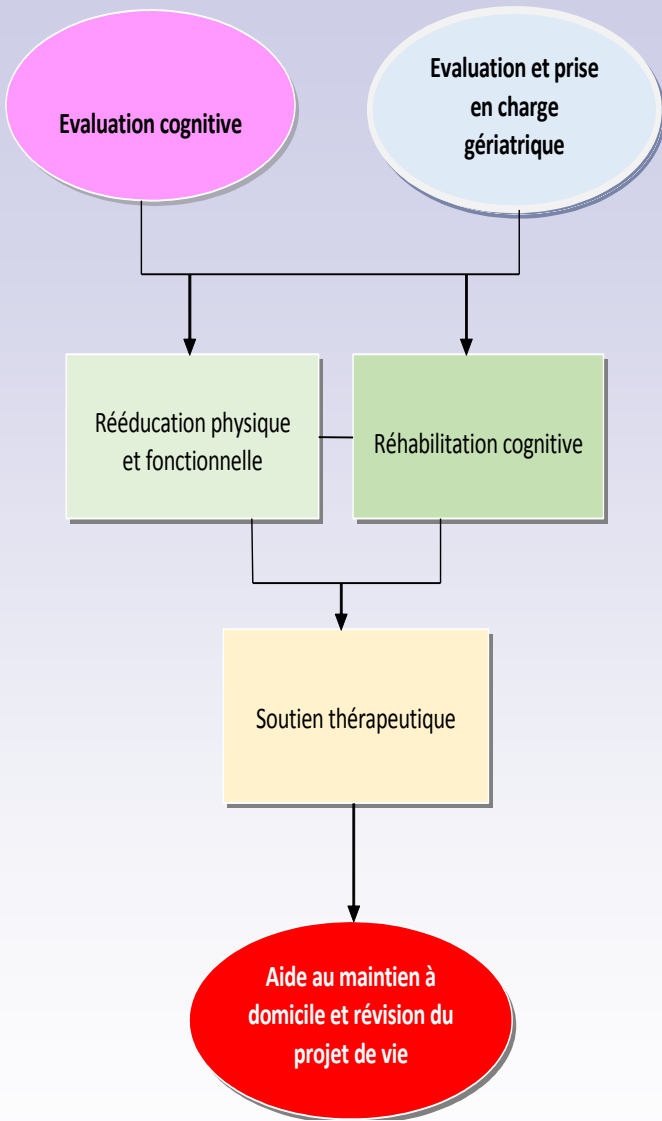 Evaluation cognitive
Evaluation et prise
en charge
gériatrique
Rééducation physique
et fonctionnelle
Réhabilitation cognitive
Soutien thérapeutique
Aide au maintien à
domicile et révision du
projet de vie